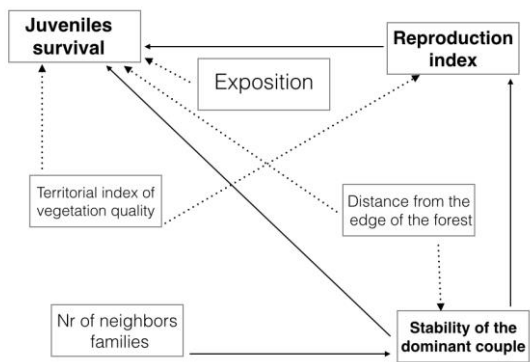 Juveniles
survival
Reproduction
index
Exposition
Territorial index of
vegetation quality
Distance from the
edge of the forest
Nr of neighbors
families
Stability of the
dominant couple